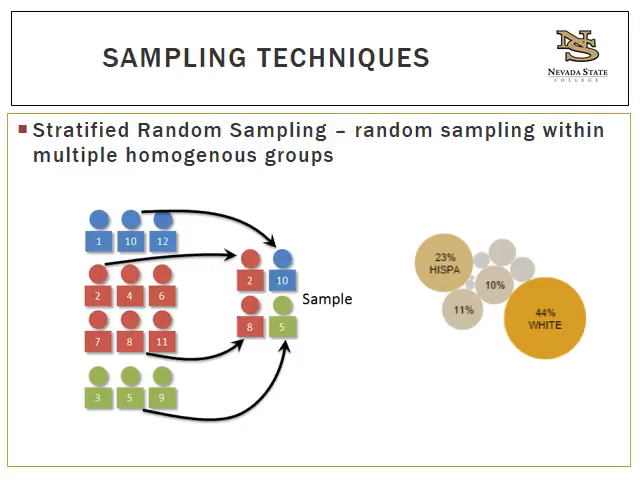 SAMPLING TECHNIQUES
NS
NEVADA STATE
COLLEGE
Stratified Random Sampling – random sampling within
multiple homogenous groups
1 10 12
2 4 6
7 8 11
3 5 9
2 10
Sample
8 5
23%
HISPA
10%
11%
44%
WHITE